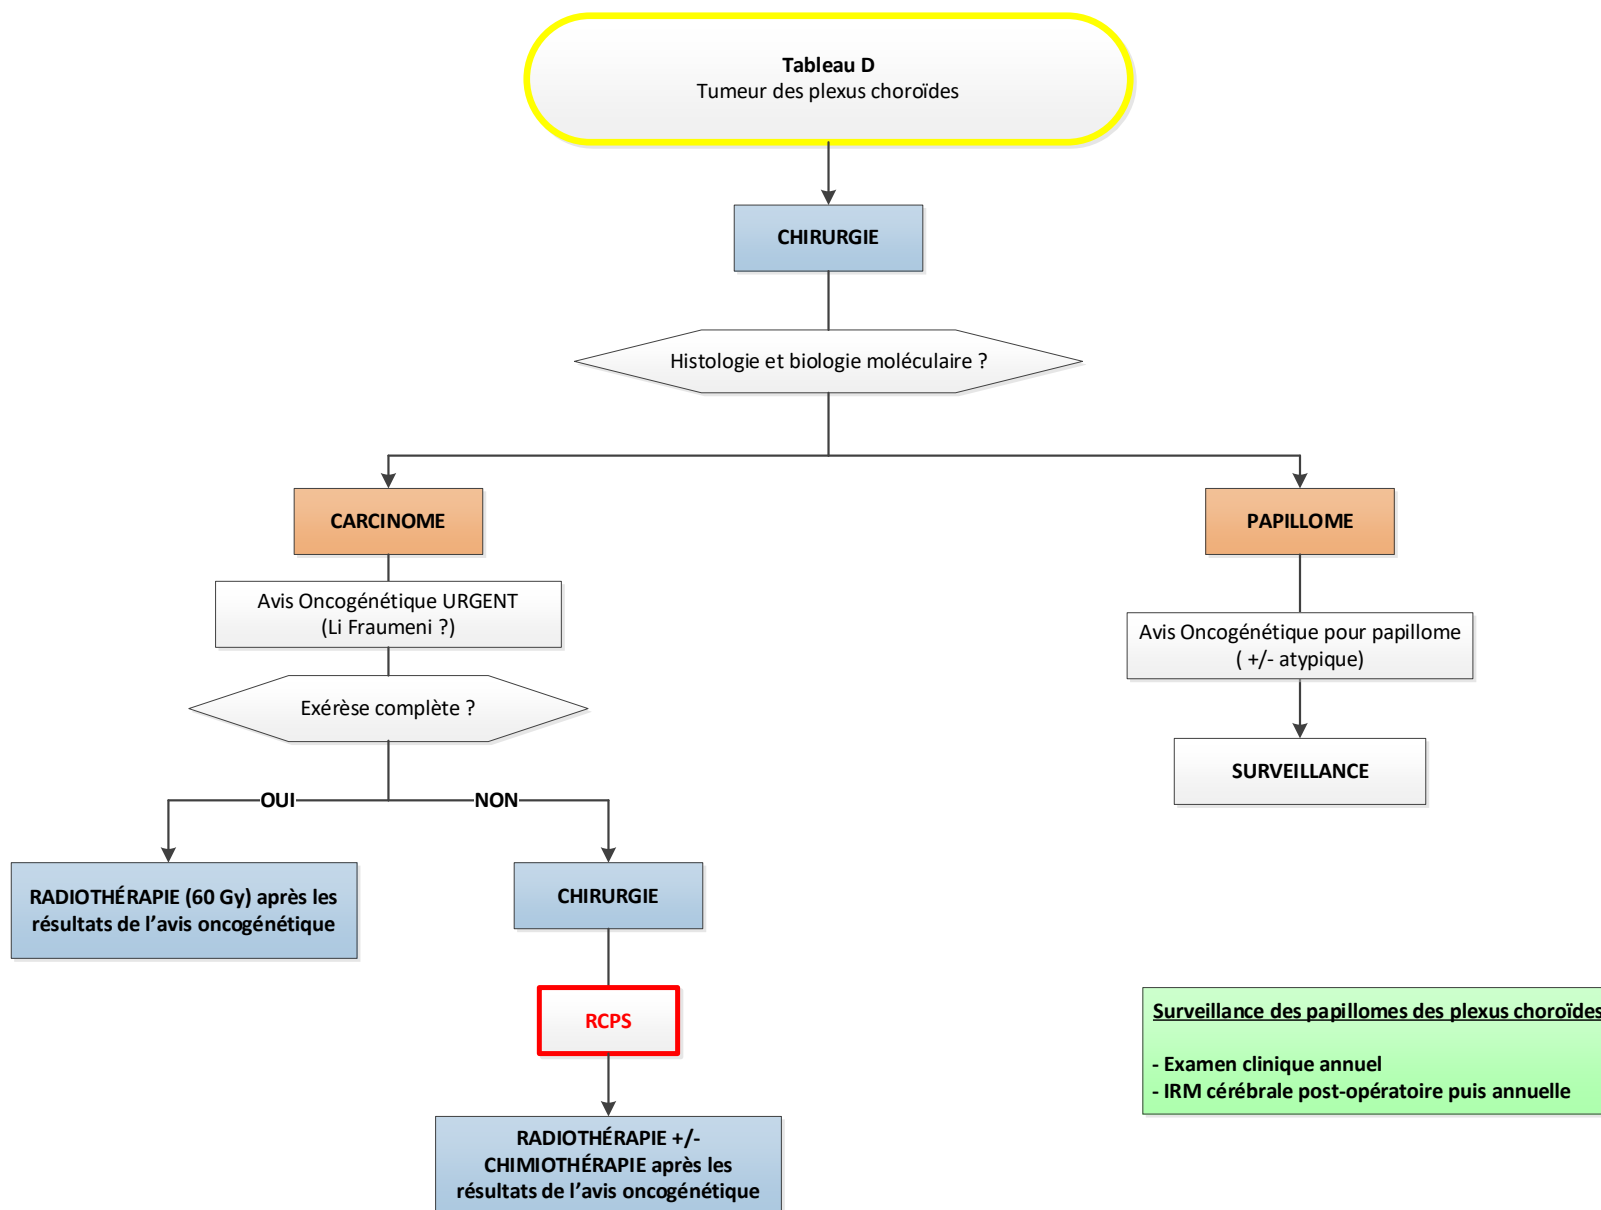 Tableau D
Tumeur des plexus choroïdes
CHIRURGIE
Histologie et biologie moléculaire ?
CARCINOME
PAPILLOME
Avis Oncogénétique URGENT
(Li Fraumeni ?)
Avis Oncogénétique pour papillome
( +/- atypique)
Exérèse complète ?
SURVEILLANCE
OUI
NON
RADIOTHÉRAPIE (60 Gy) après les
résultats de l’avis oncogénétique
CHIRURGIE
RCPS
Surveillance des papillomes des plexus choroïdes
- Examen clinique annuel
- IRM cérébrale post-opératoire puis annuelle
RADIOTHÉRAPIE +/-
CHIMIOTHÉRAPIE après les
résultats de l’avis oncogénétique